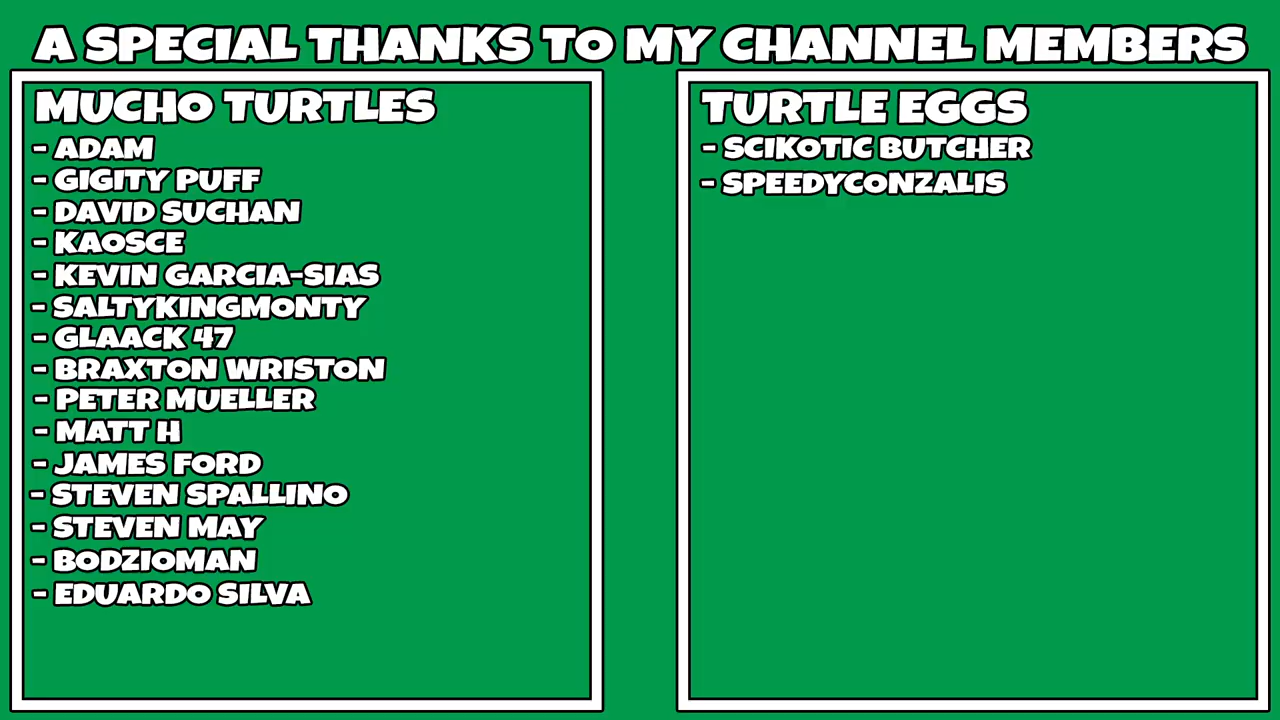 A SPECIAL THANKS TO MY CHANNEL MEMBERS
MUCHO TURTLES
- ADAM
- GIGITY PUFF
- DAVID SUCHAN
- KAOSCE
- KEVIN GARCIA-SIAS
- SALTYKINGMONTY
- GLAACK 47
- BRAXTON WRISTON
- PETER MUELLER
- MATT H
- JAMES FORD
- STEVEN SPALLINO
- STEVEN MAY
- BODZIOMAN
- EDUARDO SILVA
TURTLE EGGS
- SCIKOTIC BUTCHER
- SPEEDYCONZALIS